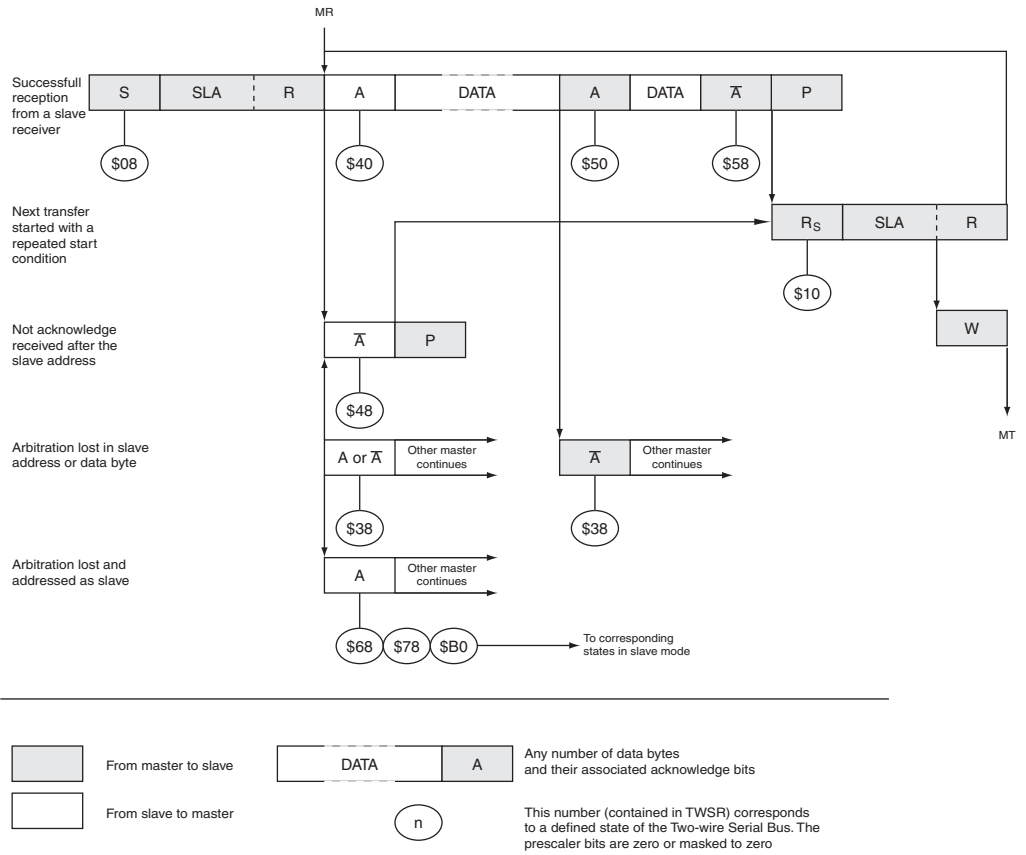 MR
Successfull
reception
from a slave
receiver
S SLA R A DATA A DATA A̅ P
$08 $40 $50 $58
Next transfer
started with a
repeated start
condition
RS SLA R
$10
Not acknowledge
received after the
slave address
A̅ P
W
$48
MT
Arbitration lost in slave
address or data byte
A or A̅
Other master
continues
A̅
Other master
continues
$38 $38
Arbitration lost and
addressed as slave
A
Other master
continues
$68 $78 $B0
To corresponding
states in slave mode
From master to slave
DATA A
Any number of data bytes
and their associated acknowledge bits
From slave to master
n
This number (contained in TWSR) corresponds
to a defined state of the Two-wire Serial Bus. The
prescaler bits are zero or masked to zero